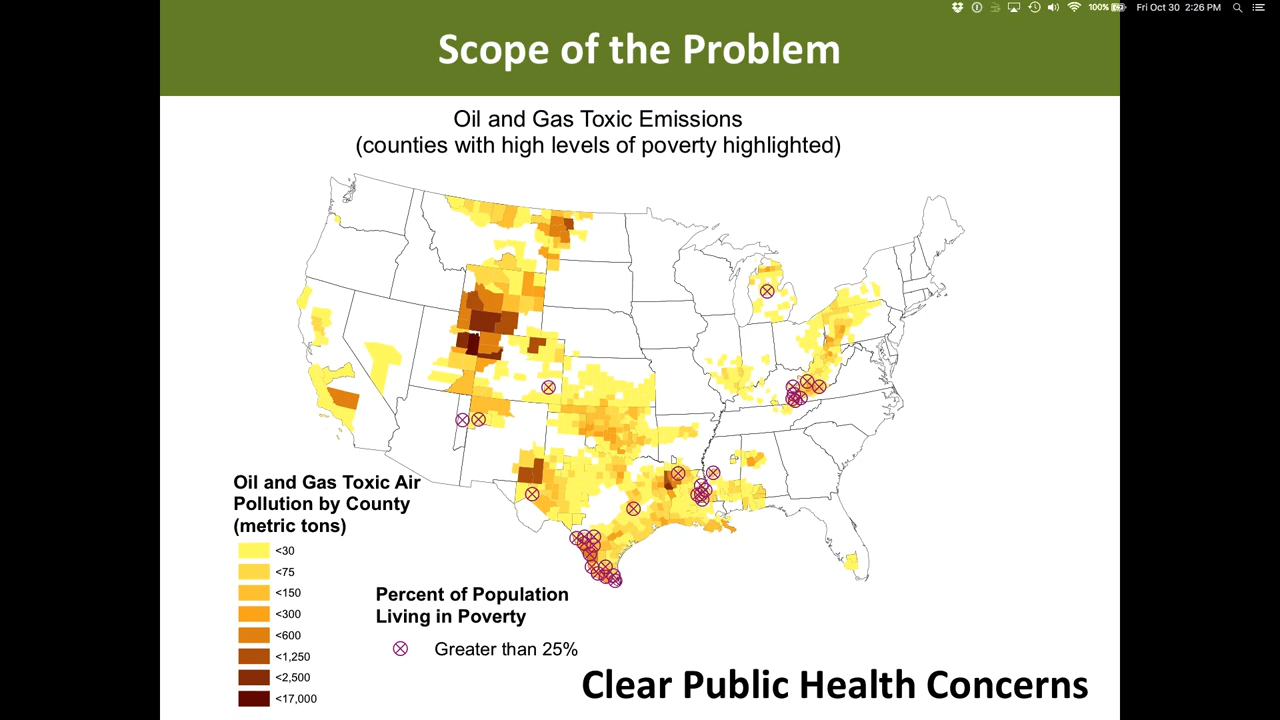 100%
Fri Oct 30 2:26 PM
Scope of the Problem
Oil and Gas Toxic Emissions
(counties with high levels of poverty highlighted)
Oil and Gas Toxic Air
Pollution by County
(metric tons)
<30
<75
<150
<300
<600
<1,250
<2,500
<17,000
Percent of Population
Living in Poverty
Greater than 25%
Clear Public Health Concerns